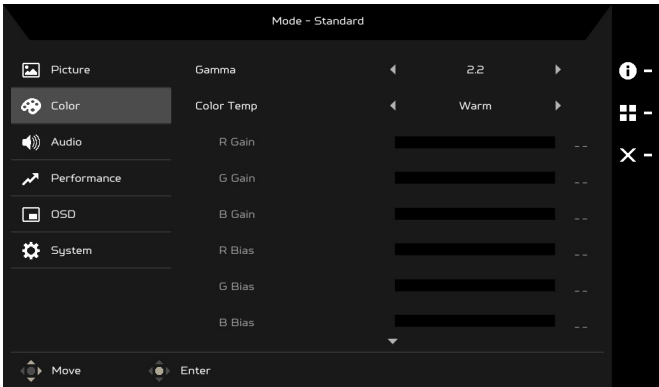 Mode - Standard
Picture Gamma 2.2
Color Color Temp Warm
Audio R Gain --
Performance G Gain --
OSD B Gain --
System R Bias --
G Bias --
B Bias --
Move Enter